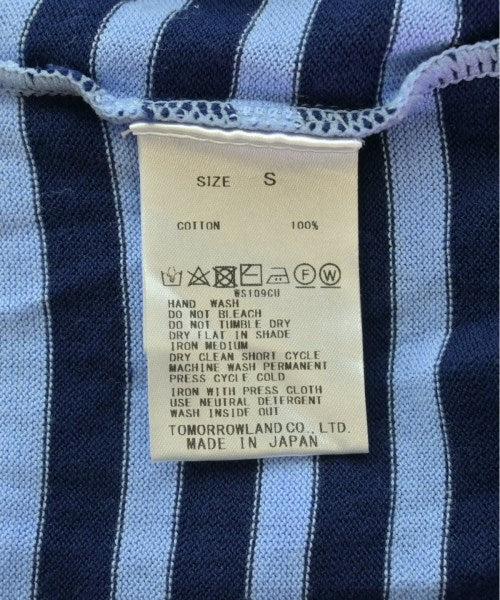 SIZE S
COTTON 100%
F W
WS109CU
HAND WASH
DO NOT BLEACH
DO NOT TUMBLE DRY
DRY FLAT IN SHADE
IRON MEDIUM
DRY CLEAN SHORT CYCLE
MACHINE WASH PERMANENT
PRESS CYCLE COLD
IRON WITH PRESS CLOTH
USE NEUTRAL DETERGENT
WASH INSIDE OUT
TOMORROWLAND CO., LTD.
MADE IN JAPAN